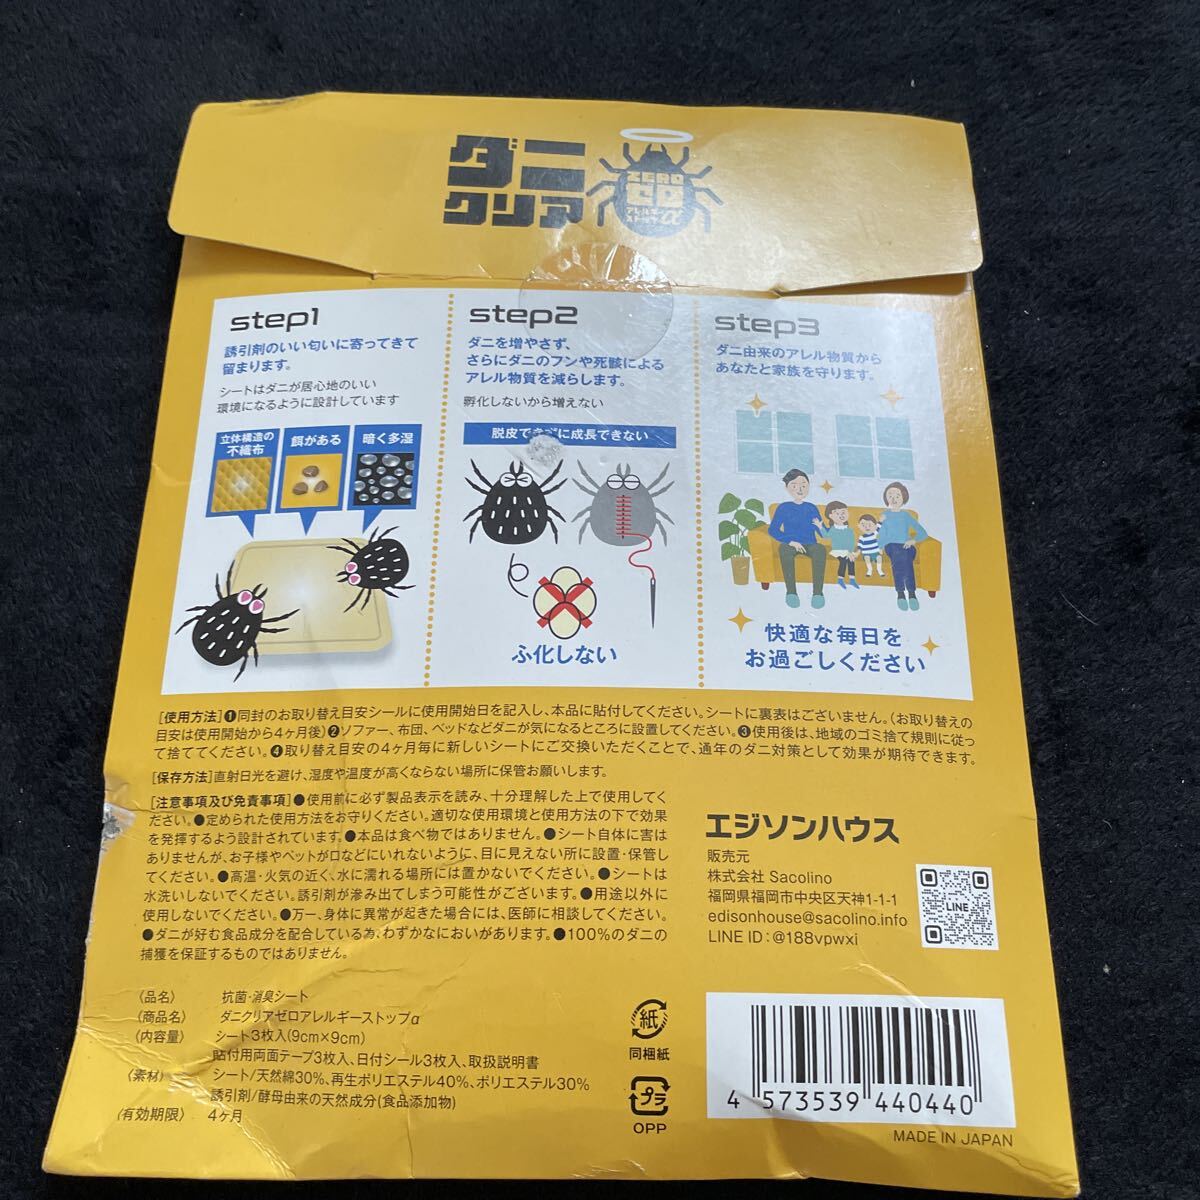 ダニ
クリア
ZERO
ゼロ
アレルギー
ストップα
step1
誘引剤のいい匂いに寄ってきて
留まります。
シートはダニが居心地のいい
環境になるように設計しています
立体構造の
不織布
餌がある
暗く多湿
step2
ダニを増やさず、
さらにダニのフンや死骸による
アレル物質を減らします。
孵化しないから増えない
脱皮できずに成長できない
ふ化しない
step3
ダニ由来のアレル物質から
あなたと家族を守ります。
快適な毎日を
お過ごしください
[使用方法]❶同封のお取り替え目安シールに使用開始日を記入し、本品に貼付してください。シートに裏表はございません。(お取り替えの
目安は使用開始から4ヶ月後)❷ソファー、布団、ベッドなどダニが気になるところに設置してください。❸使用後は、地域のゴミ捨て規則に従っ
て捨ててください。❹取り替え目安の4ヶ月毎に新しいシートにご交換いただくことで、通年のダニ対策として効果が期待できます。
[保存方法]直射日光を避け、湿度や温度が高くならない場所に保管お願いします。
[注意事項及び免責事項]●使用前に必ず製品表示を読み、十分理解した上で使用してく
ださい。●定められた使用方法をお守りください。適切な使用環境と使用方法の下で効果
を発揮するよう設計されています。●本品は食べ物ではありません。●シート自体に害は
ありませんが、お子様やペットが口などにいれないように、目に見えない所に設置・保管し
てください。●高温・火気の近く、水に濡れる場所には置かないでください。●シートは
水洗いしないでください。誘引剤が滲み出てしまう可能性がございます。●用途以外に
使用しないでください。●万一、身体に異常が起きた場合には、医師に相談してください。
●ダニが好む食品成分を配合している為、わずかなにおいがあります。●100%のダニの
捕獲を保証するものではありません。
エジソンハウス
販売元
株式会社 Sacolino
福岡県福岡市中央区天神1-1-1
edisonhouse@sacolino.info
LINE ID:@188vpwxi
LINE
〈品名〉 抗菌・消臭シート
〈商品名〉 ダニクリアゼロアレルギーストップα
〈内容量〉 シート3枚入(9cm×9cm)
貼付用両面テープ3枚入、日付シール3枚入、取扱説明書
〈素材〉 シート/天然綿30%、再生ポリエステル40%、ポリエステル30%
誘引剤/酵母由来の天然成分(食品添加物)
〈有効期限〉 4ヶ月
紙
同梱紙
プラ
OPP
4 573539 440440
MADE IN JAPAN